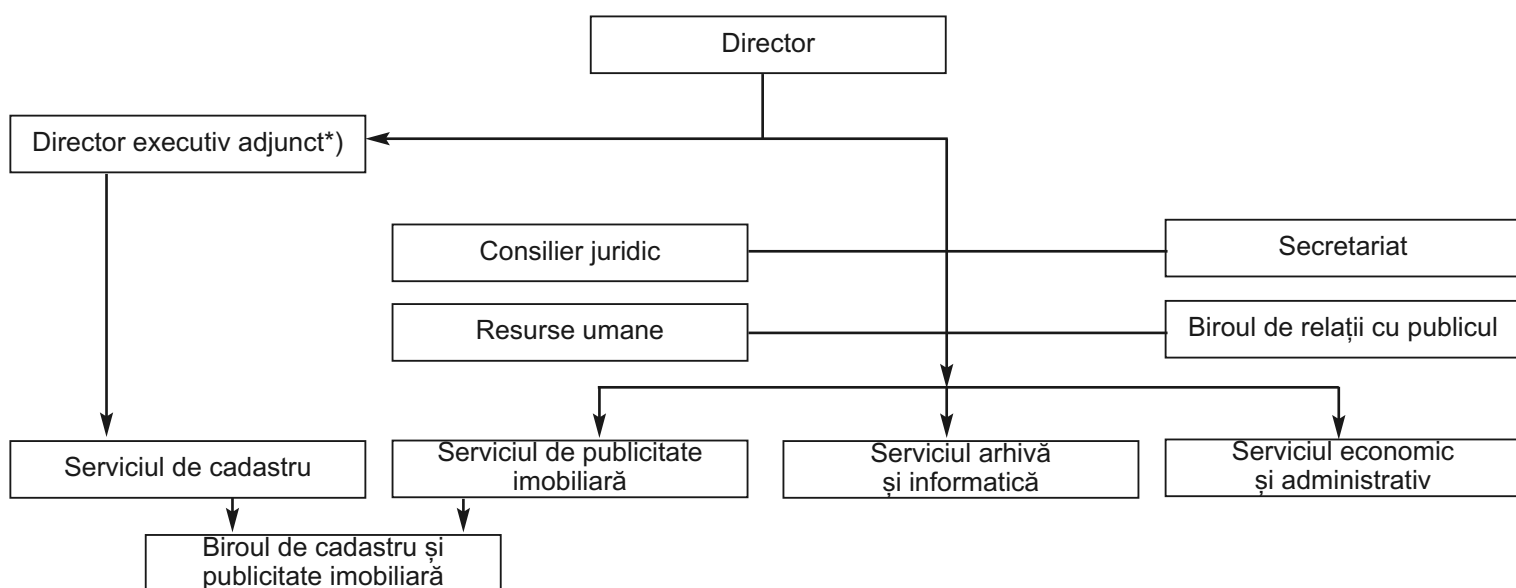 Director
Director executiv adjunct*)
Consilier juridic
Secretariat
Resurse umane
Biroul de relații cu publicul
Serviciul de cadastru
Serviciul de publicitate
imobiliară
Serviciul arhivă
și informatică
Serviciul economic
și administrativ
Biroul de cadastru și
publicitate imobiliară